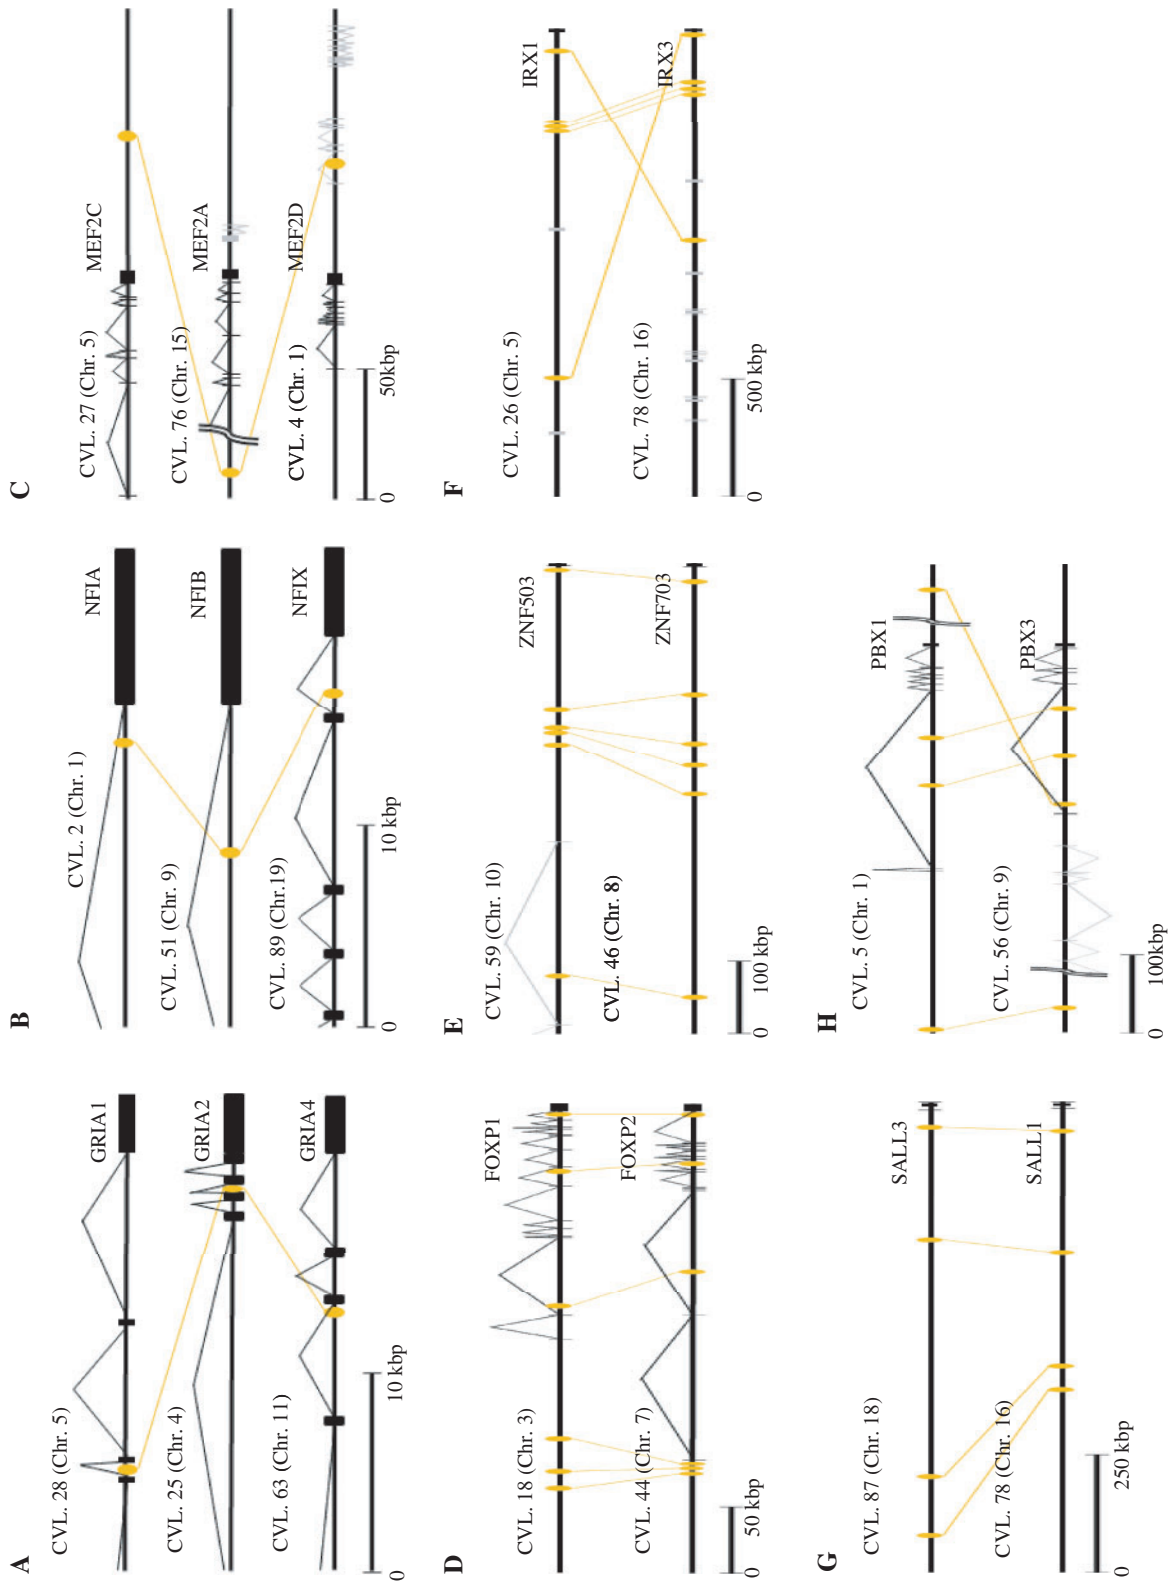 A
GRIA1
CVL. 28 (Chr. 5)
GRIA2
CVL. 25 (Chr. 4)
GRIA4
CVL. 63 (Chr. 11)
0
10 kbp
B
NFIA
CVL. 2 (Chr. 1)
NFIB
CVL. 51 (Chr. 9)
NFIX
CVL. 89 (Chr.19)
0
10 kbp
C
MEF2C
CVL. 27 (Chr. 5)
MEF2A
CVL. 76 (Chr. 15)
MEF2D
CVL. 4 (Chr. 1)
0
50kbp
D
FOXP1
CVL. 18 (Chr. 3)
FOXP2
CVL. 44 (Chr. 7)
0
50 kbp
E
ZNF503
CVL. 59 (Chr. 10)
ZNF703
CVL. 46 (Chr. 8)
0
100 kbp
F
IRX1
CVL. 26 (Chr. 5)
IRX3
CVL. 78 (Chr. 16)
0
500 kbp
G
SALL3
CVL. 87 (Chr. 18)
SALL1
CVL. 78 (Chr. 16)
0
250 kbp
H
PBX1
CVL. 5 (Chr. 1)
PBX3
CVL. 56 (Chr. 9)
0
100kbp